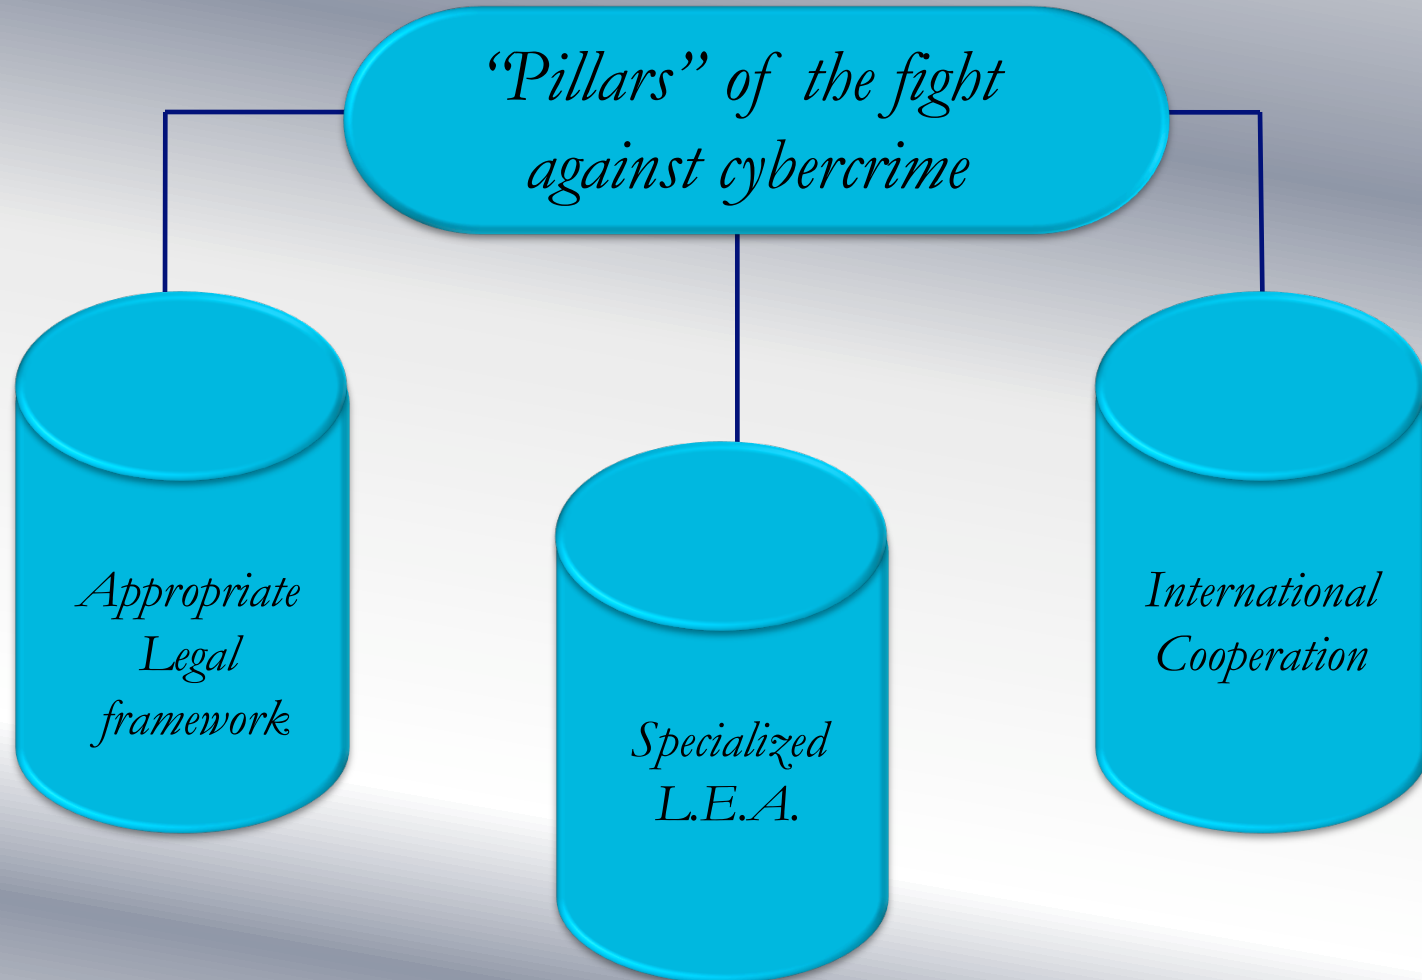 “Pillars” of the fight
against cybercrime
Appropriate
Legal
framework
Specialized
L.E.A.
International
Cooperation